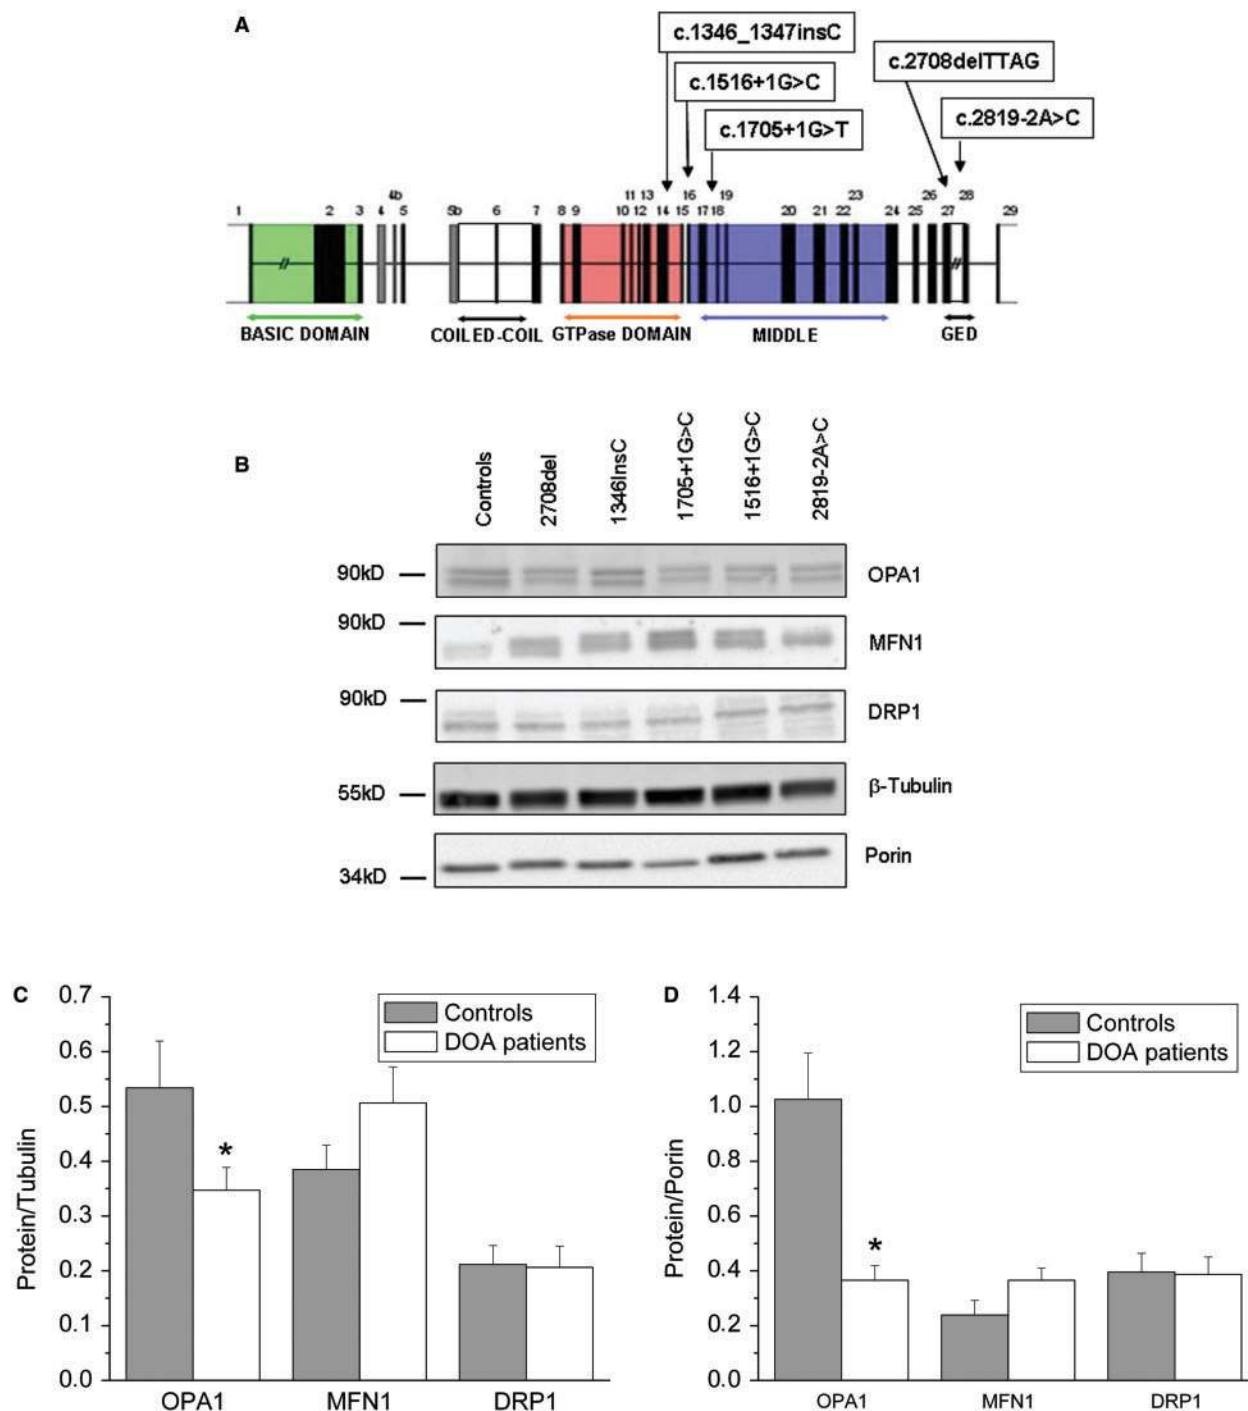 A
c.1346_1347insC
c.1516+1G>C
c.1705+1G>T
c.2708delTTAG
c.2819-2A>C
1 2 3 4 4b 5 5b 6 7 8 9 10 11 12 13 14 15 16 17 18 19 20 21 22 23 24 25 26 27 28 29
BASIC DOMAIN COILED-COIL GTPase DOMAIN MIDDLE GED
B
Controls
2708del
1346InsC
1705+1G>C
1516+1G>C
2819-2A>C
90kD OPA1
90kD MFN1
90kD DRP1
55kD β-Tubulin
34kD Porin
C
Protein/Tubulin
0.7
0.6
0.5
0.4
0.3
0.2
0.1
0.0
Controls
DOA patients
*
OPA1 MFN1 DRP1
D
Protein/Porin
1.4
1.2
1.0
0.8
0.6
0.4
0.2
0.0
Controls
DOA patients
*
OPA1 MFN1 DRP1